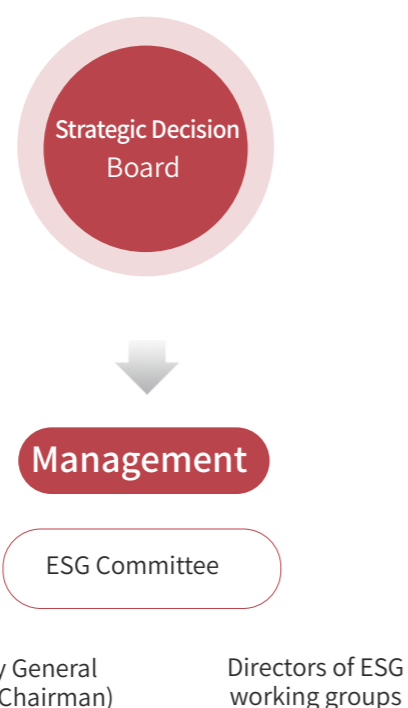 Strategic Decision
Board
Management
ESG Committee
General
Chairman)
Directors of ESG
working groups